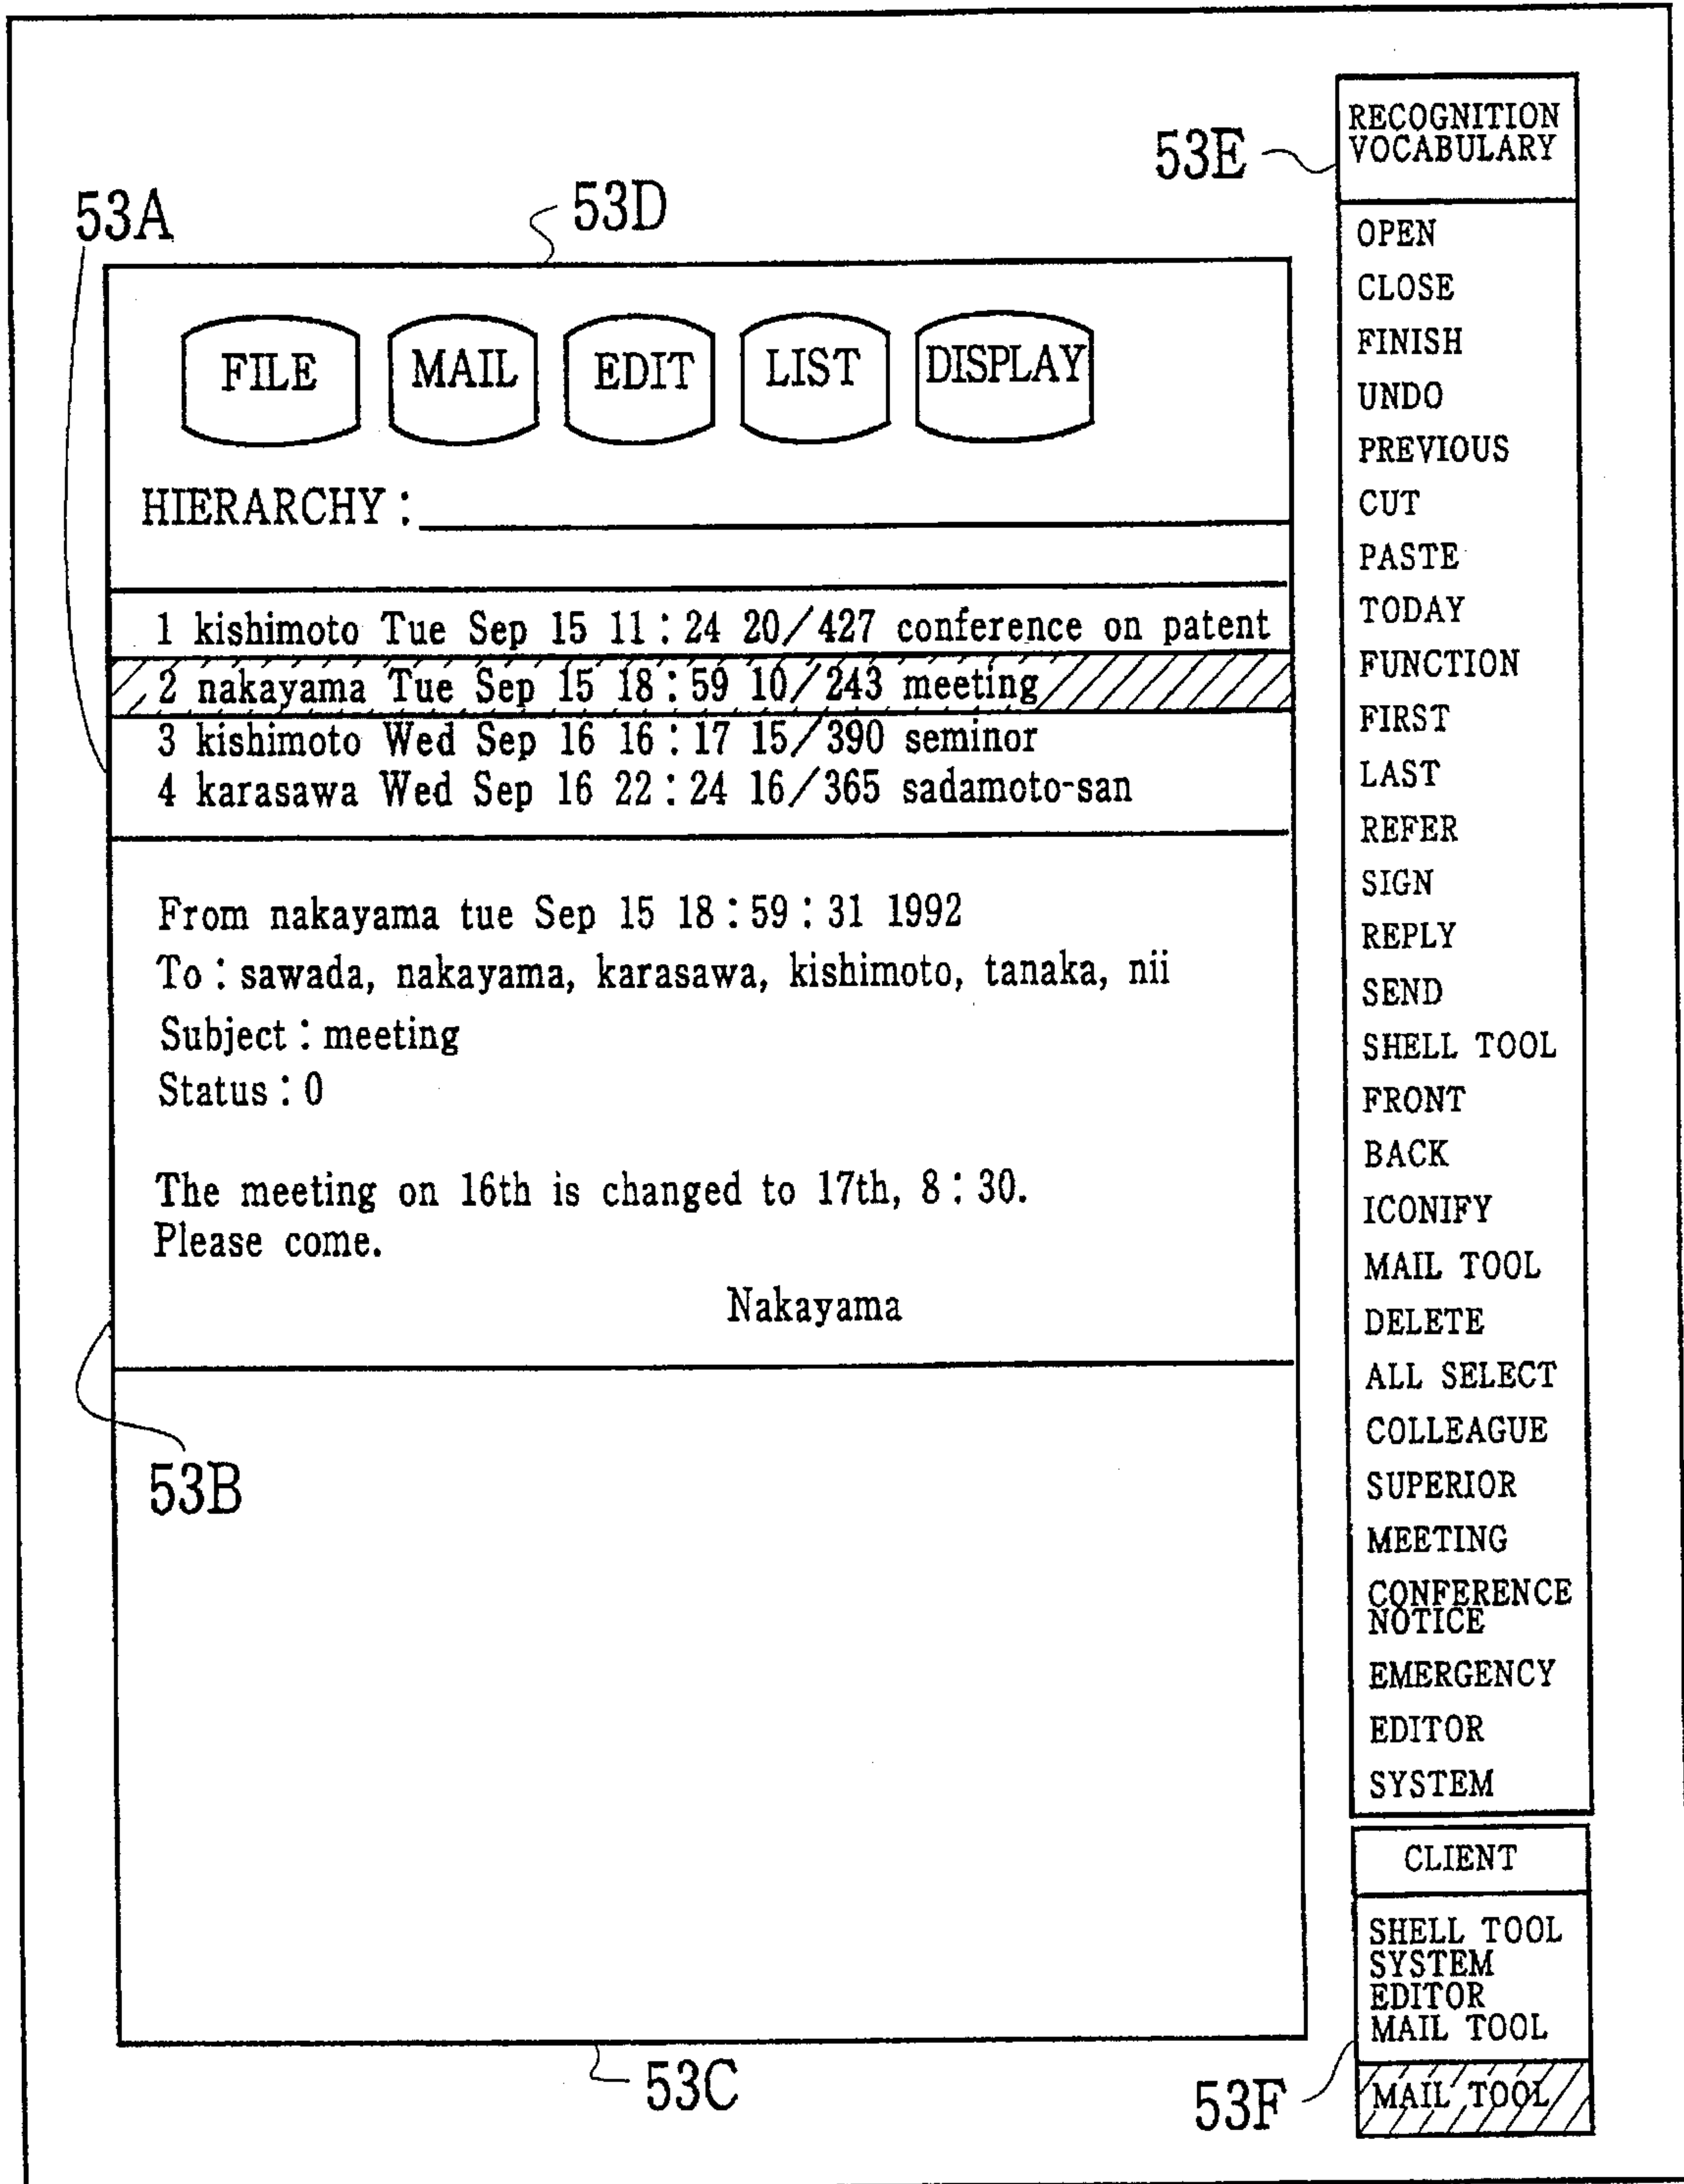 53A
53D
FILE MAIL EDIT LIST DISPLAY
HIERARCHY :
1 kishimoto Tue Sep 15 11 : 24 20/427 conference on patent
2 nakayama Tue Sep 15 18 : 59 10/243 meeting
3 kishimoto Wed Sep 16 16 : 17 15/390 seminor
4 karasawa Wed Sep 16 22 : 24 16/365 sadamoto-san
From nakayama tue Sep 15 18 : 59 : 31 1992
To : sawada, nakayama, karasawa, kishimoto, tanaka, nii
Subject : meeting
Status : 0
The meeting on 16th is changed to 17th, 8 : 30.
Please come.
Nakayama
53B
53C
53E
RECOGNITION
VOCABULARY
OPEN
CLOSE
FINISH
UNDO
PREVIOUS
CUT
PASTE
TODAY
FUNCTION
FIRST
LAST
REFER
SIGN
REPLY
SEND
SHELL TOOL
FRONT
BACK
ICONIFY
MAIL TOOL
DELETE
ALL SELECT
COLLEAGUE
SUPERIOR
MEETING
CONFERENCE
NOTICE
EMERGENCY
EDITOR
SYSTEM
CLIENT
SHELL TOOL
SYSTEM
EDITOR
MAIL TOOL
53F
MAIL TOOL